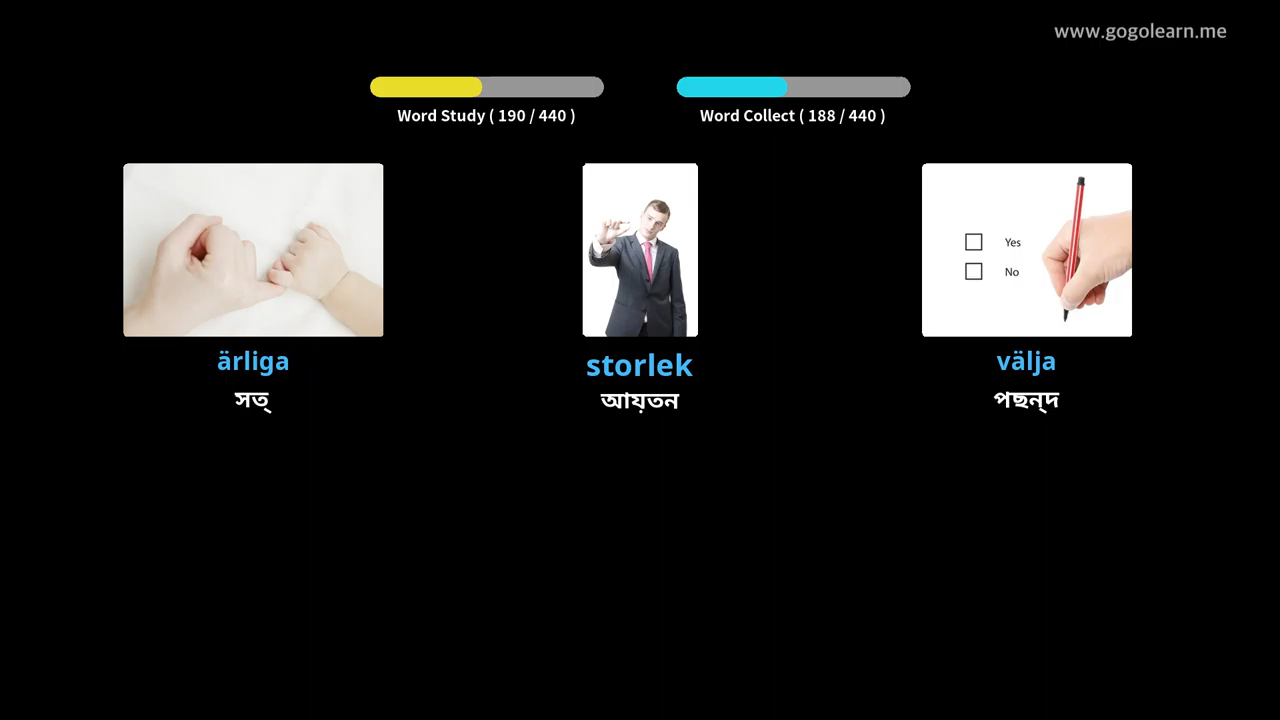 www.gogolearn.me
Word Study ( 190 / 440 )
Word Collect ( 188 / 440 )
Yes
No
ärliga
storlek
välja
সত্
আয়তন
পছন্দ